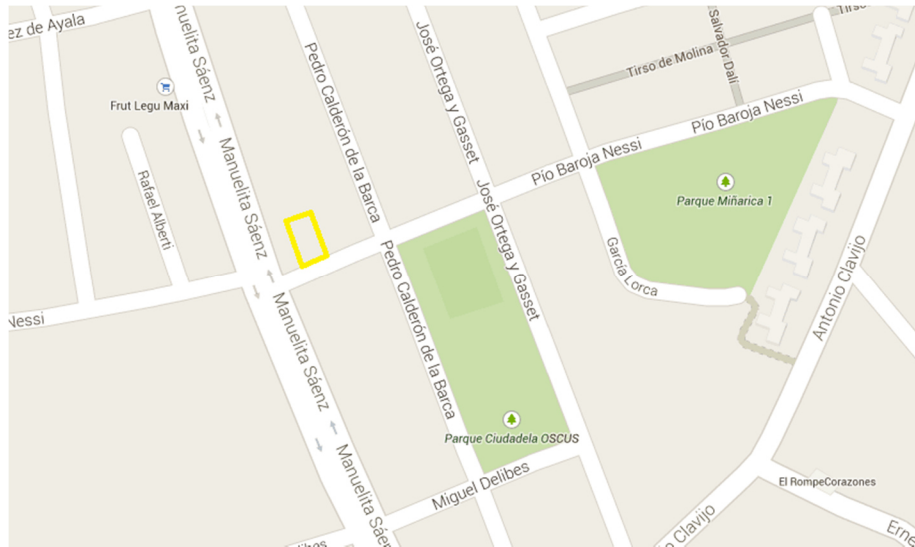 ez de Ayala
Manuelita Sáenz
Pedro Calderón de la Barca
José Ortega y Gasset
Salvador Dalí
Tirso
Tirso de Molina
Frut Legu Maxi
Pío Baroja Nessi
Manuelita Sáenz
Rafael Alberti
Pío Baroja Nessi
José Ortega y Gasset
Parque Miñarica 1
Pedro Calderón de la Barca
García Lorca
Antonio Clavijo
Nessi
Manuelita Sáenz
Parque Ciudadela OSCUS
Manuelita Sáe
Miguel Delibes
El RompeCorazones
o Clavijo
Erne